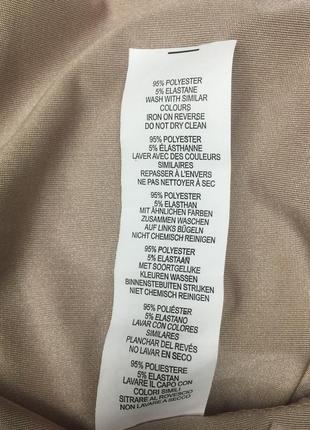 95% POLYESTER
5% ELASTANE
WASH WITH SIMILAR
COLOURS
IRON ON REVERSE
DO NOT DRY CLEAN
95% POLYESTER
5% ÉLASTHANNE
LAVER AVEC DES COULEURS
SIMILAIRES
REPASSER À L'ENVERS
NE PAS NETTOYER À SEC
95% POLYESTER
5% ELASTHAN
MIT ÄHNLICHEN FARBEN
ZUSAMMEN WASCHEN
AUF LINKS BÜGELN
NICHT CHEMISCH REINIGEN
95% POLYESTER
5% ELASTAAN
MET SOORTGELIJKE
KLEUREN WASSEN
BINNENSTEBUITEN STRIJKEN
NIET CHEMISCH REINIGEN
95% POLIÉSTER
5% ELASTANO
LAVAR CON COLORES
SIMILARES
PLANCHAR DEL REVÉS
NO LAVAR EN SECO
95% POLIESTERE
5% ELASTAN
LAVARE IL CAPO CON
COLORI SIMILI
STIRARE AL ROVESCIO
NON LAVARE A SECCO